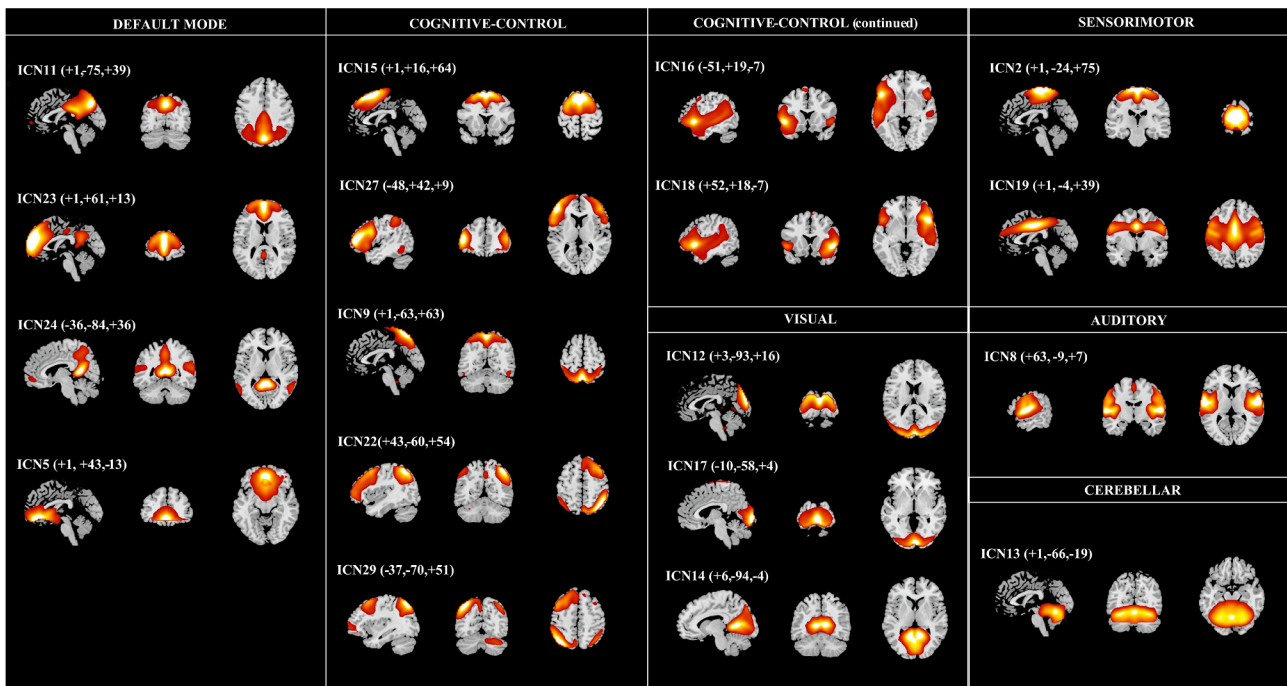 DEFAULT MODE
ICN11 (+1,-75,+39)
ICN23 (+1,+61,+13)
ICN24 (-36,-84,+36)
ICN5 (+1, +43,-13)
COGNITIVE-CONTROL
ICN15 (+1,+16,+64)
ICN27 (-48,+42,+9)
ICN9 (+1,-63,+63)
ICN22(+43,-60,+54)
ICN29 (-37,-70,+51)
COGNITIVE-CONTROL (continued)
ICN16 (-51,+19,-7)
ICN18 (+52,+18,-7)
VISUAL
ICN12 (+3,-93,+16)
ICN17 (-10,-58,+4)
ICN14 (+6,-94,-4)
SENSORIMOTOR
ICN2 (+1,-24,+75)
ICN19 (+1,-4,+39)
AUDITORY
ICN8 (+63,-9,+7)
CEREBELLAR
ICN13 (+1,-66,-19)